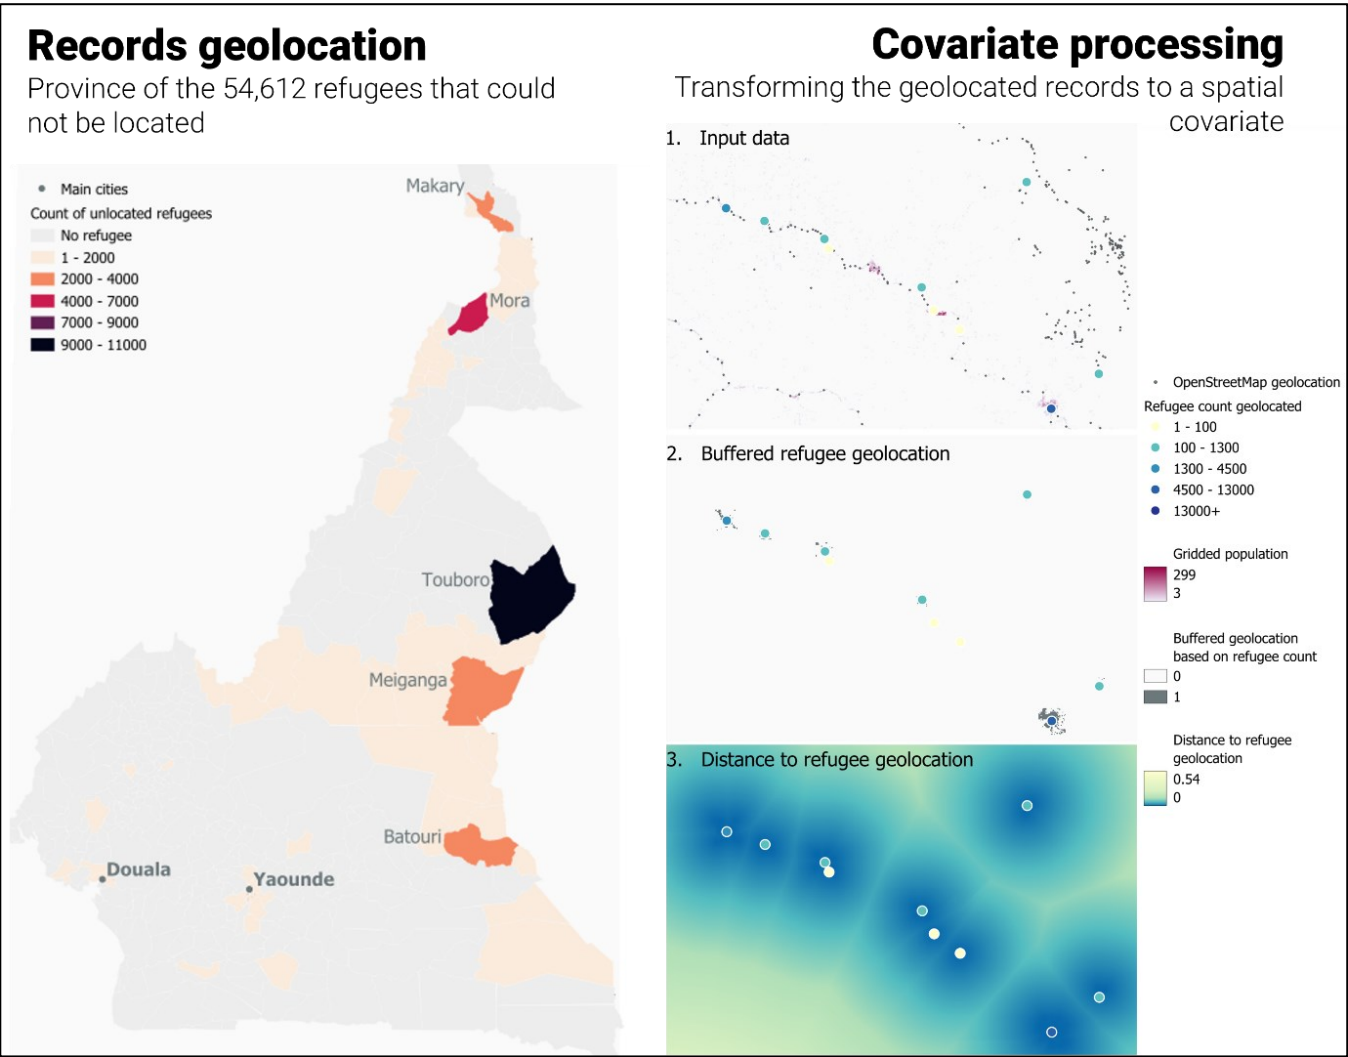 Records geolocation
Province of the 54,612 refugees that could
not be located
Main cities
Count of unlocated refugees
No refugee
1 - 2000
2000 - 4000
4000 - 7000
7000 - 9000
9000 - 11000
Makary
Mora
Touboro
Meiganga
Batouri
Douala
Yaounde
Covariate processing
Transforming the geolocated records to a spatial
covariate
1. Input data
2. Buffered refugee geolocation
3. Distance to refugee geolocation
OpenStreetMap geolocation
Refugee count geolocated
1 - 100
100 - 1300
1300 - 4500
4500 - 13000
13000+
Gridded population
299
3
Buffered geolocation
based on refugee count
0
1
Distance to refugee
geolocation
0.54
0